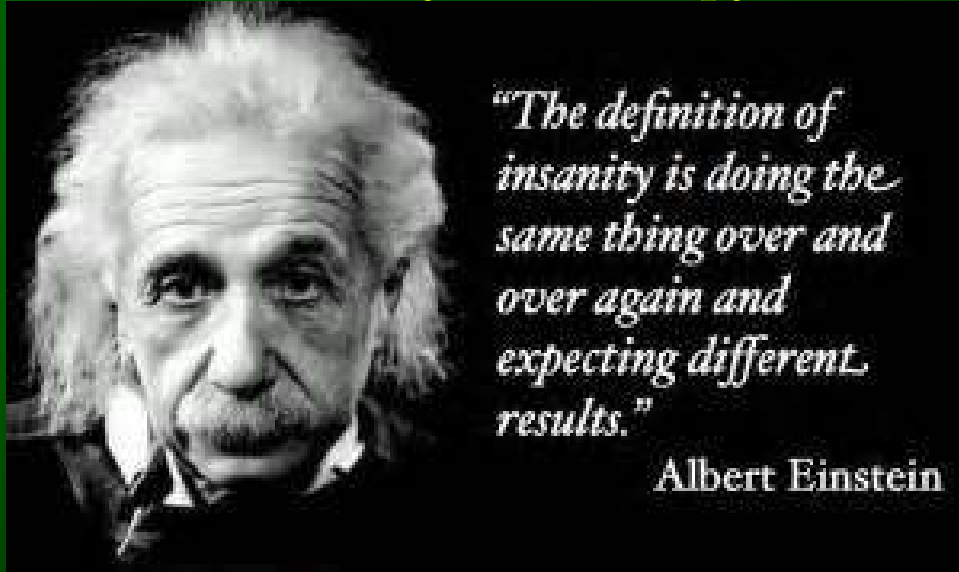 “The definition of
insanity is doing the
same thing over and
over again and
expecting different
results.”
Albert Einstein